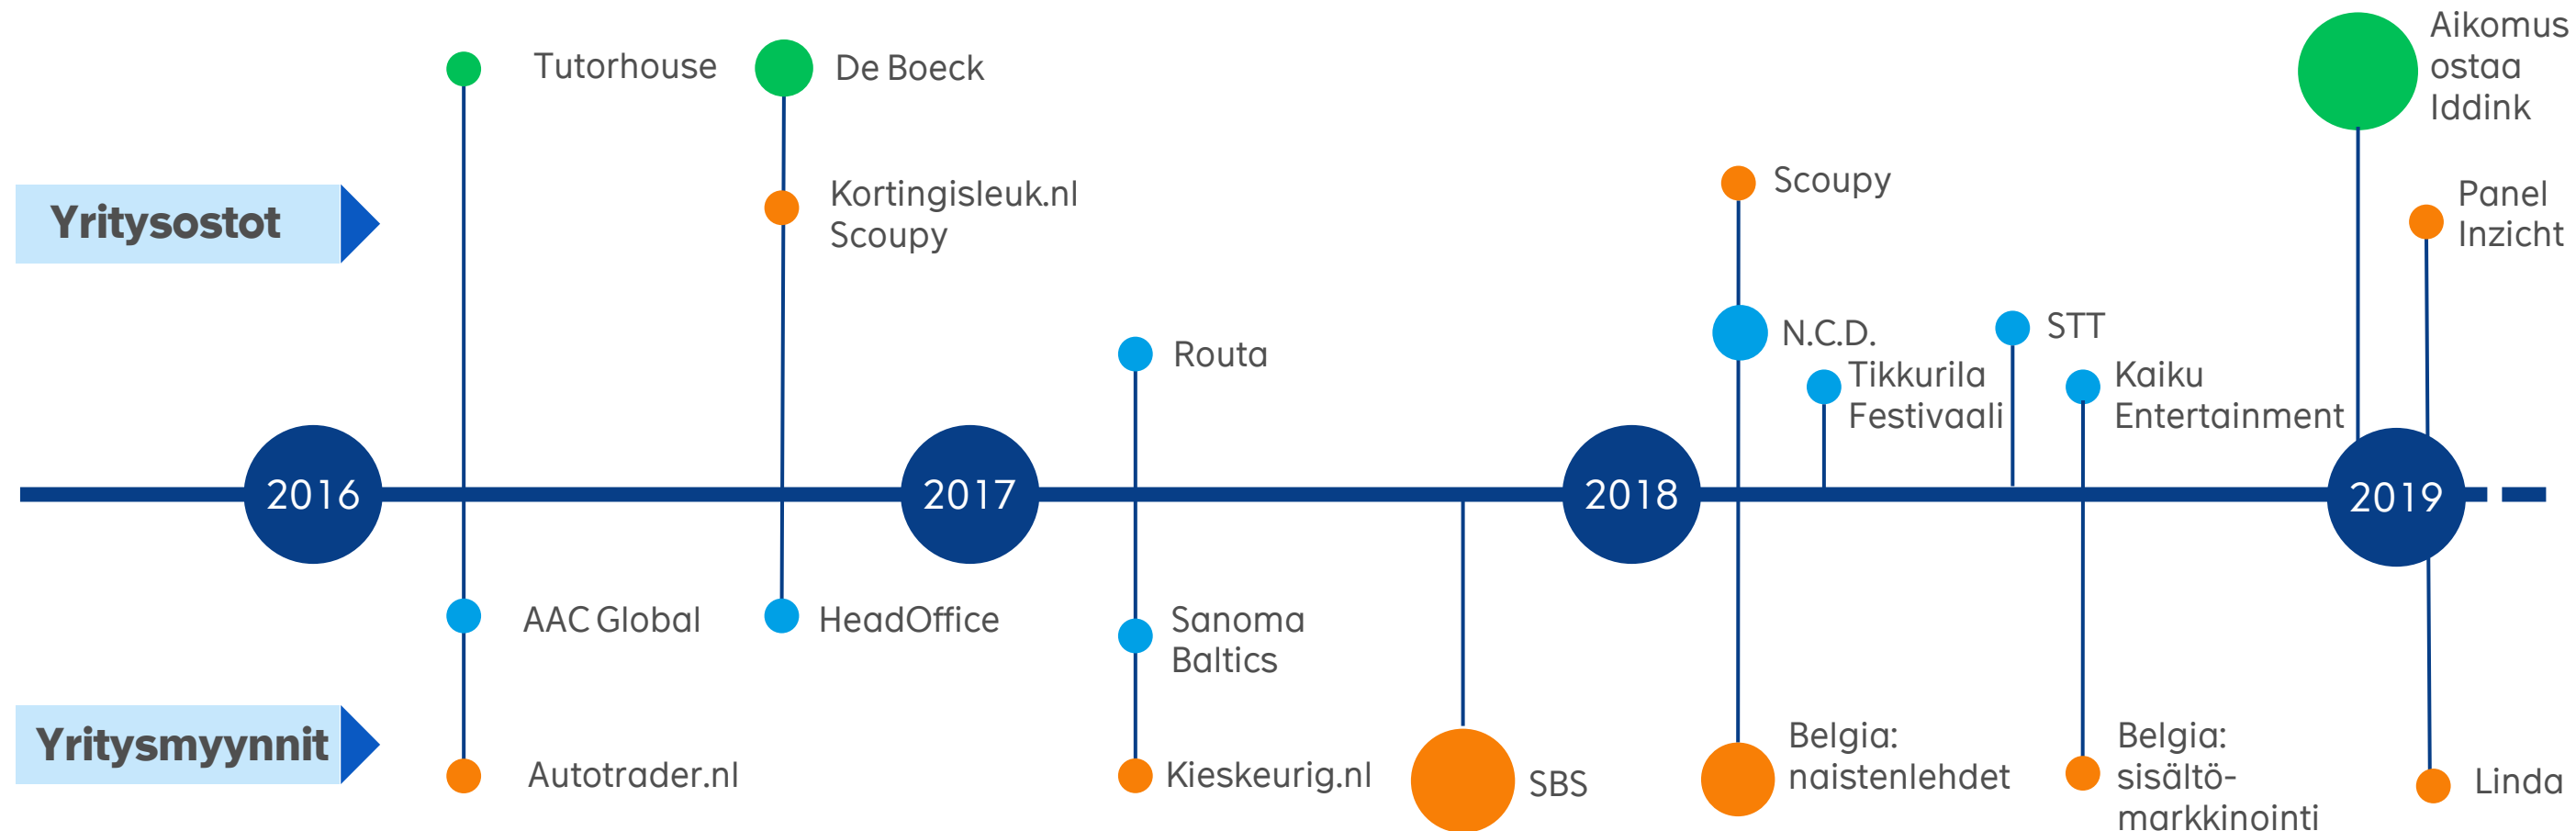 Yritysostot
Tutorhouse
De Boeck
Kortingisleuk.nl
Scoupy
Routa
Scoupy
N.C.D.
Tikkurila
Festivaali
STT
Kaiku
Entertainment
Aikomus
ostaa
Iddink
Panel
Inzicht
2016
2017
2018
2019
Yritysmyynnit
AAC Global
Autotrader.nl
HeadOffice
Sanoma
Baltics
Kieskeurig.nl
SBS
Belgia:
naistenlehdet
Belgia:
sisältö-
markkinointi
Linda